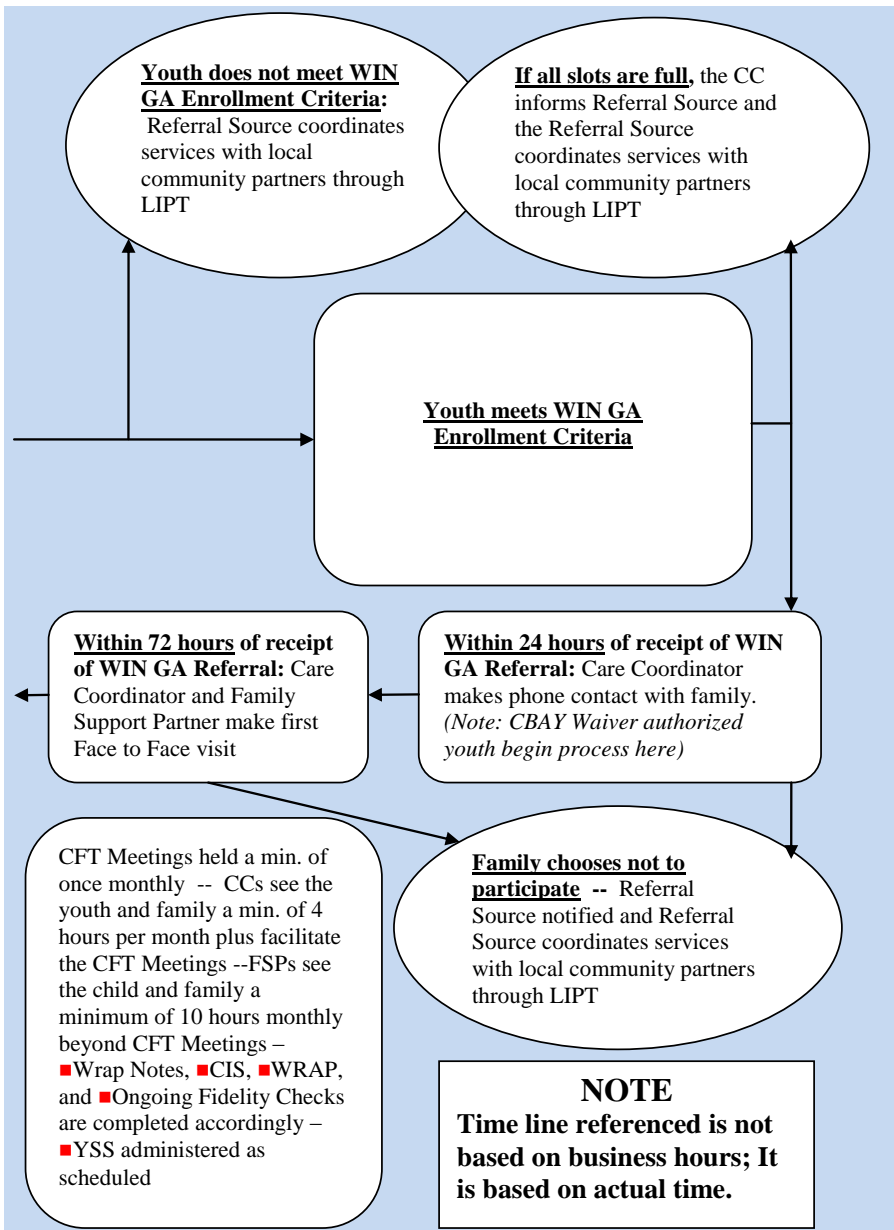 Youth does not meet WIN
GA Enrollment Criteria:
Referral Source coordinates
services with local
community partners through
LIPT
If all slots are full, the CC
informs Referral Source and
the Referral Source
coordinates services with
local community partners
through LIPT
Youth meets WIN GA
Enrollment Criteria
Within 72 hours of receipt
of WIN GA Referral: Care
Coordinator and Family
Support Partner make first
Face to Face visit
Within 24 hours of receipt of WIN
GA Referral: Care Coordinator
makes phone contact with family.
(Note: CBAY Waiver authorized
youth begin process here)
CFT Meetings held a min. of
once monthly -- CCs see the
youth and family a min. of 4
hours per month plus facilitate
the CFT Meetings --FSPs see
the child and family a
minimum of 10 hours monthly
beyond CFT Meetings –
■Wrap Notes, ■CIS, ■WRAP,
and ■Ongoing Fidelity Checks
are completed accordingly –
■YSS administered as
scheduled
Family chooses not to
participate -- Referral
Source notified and Referral
Source coordinates services
with local community partners
through LIPT
NOTE
Time line referenced is not
based on business hours; It
is based on actual time.